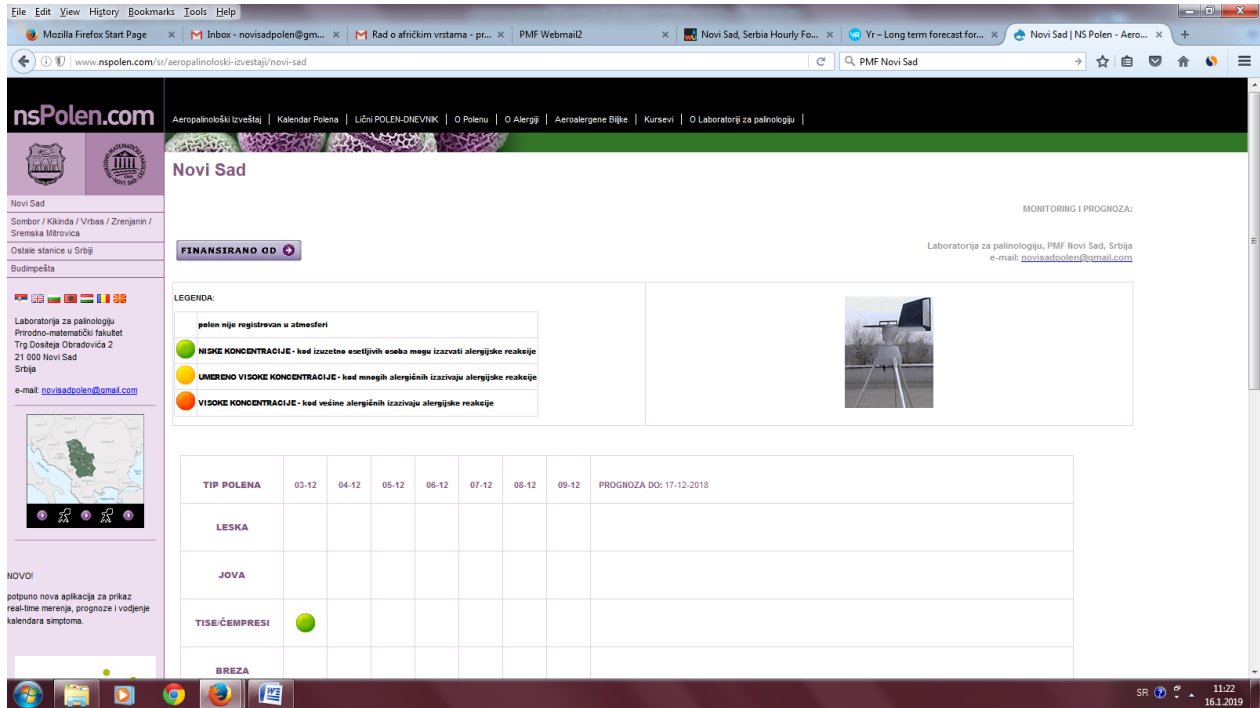 File Edit View History Bookmarks Tools Help
Mozilla Firefox Start Page
Inbox - novisadpolen@gm...
Rad o afričkim vrstama - pr...
PMF Webmail2
Novi Sad, Serbia Hourly Fo...
Yr – Long term forecast for...
Novi Sad | NS Polen - Aero...
www.nspolen.com/sr/aeropalinoloski-izvestaji/novi-sad
PMF Novi Sad
nsPolen.com
Aeropalinološki Izveštaj | Kalendar Polena | Lični POLEN-DNEVNIK | O Polenu | O Alergiji | Aeroalergene Biljke | Kursevi | O Laboratoriji za palinologiju |
Novi Sad
Sombor / Kikinda / Vrbas / Zrenjanin /
Sremska Mitrovica
Ostale stanice u Srbiji
Budimpešta
Laboratorija za palinologiju
Prirodno-matematički fakultet
Trg Dositeja Obradovića 2
21 000 Novi Sad
Srbija
e-mail: novisadpolen@gmail.com
NOVO!
potpuno nova aplikacija za prikaz
real-time merenja, prognoze i vodjenje
kalendara simptoma.
Novi Sad
MONITORING I PROGNOZA:
FINANSIRANO OD
Laboratorija za palinologiju, PMF Novi Sad, Srbija
e-mail: novisadpolen@gmail.com
LEGENDA:
polen nije registrovan u atmosferi
NISKE KONCENTRACIJE - kod izuzetno osetljivih osoba mogu izazvati alergijske reakcije
UMERENO VISOKE KONCENTRACIJE - kod mnogih alergičnih izazivaju alergijske reakcije
VISOKE KONCENTRACIJE - kod većine alergičnih izazivaju alergijske reakcije
TIP POLENA 03-12 04-12 05-12 06-12 07-12 08-12 09-12 PROGNOZA DO: 17-12-2018
LESKA
JOVA
TISE/ČEMPRESI
BREZA
SR
11:22
16.1.2019